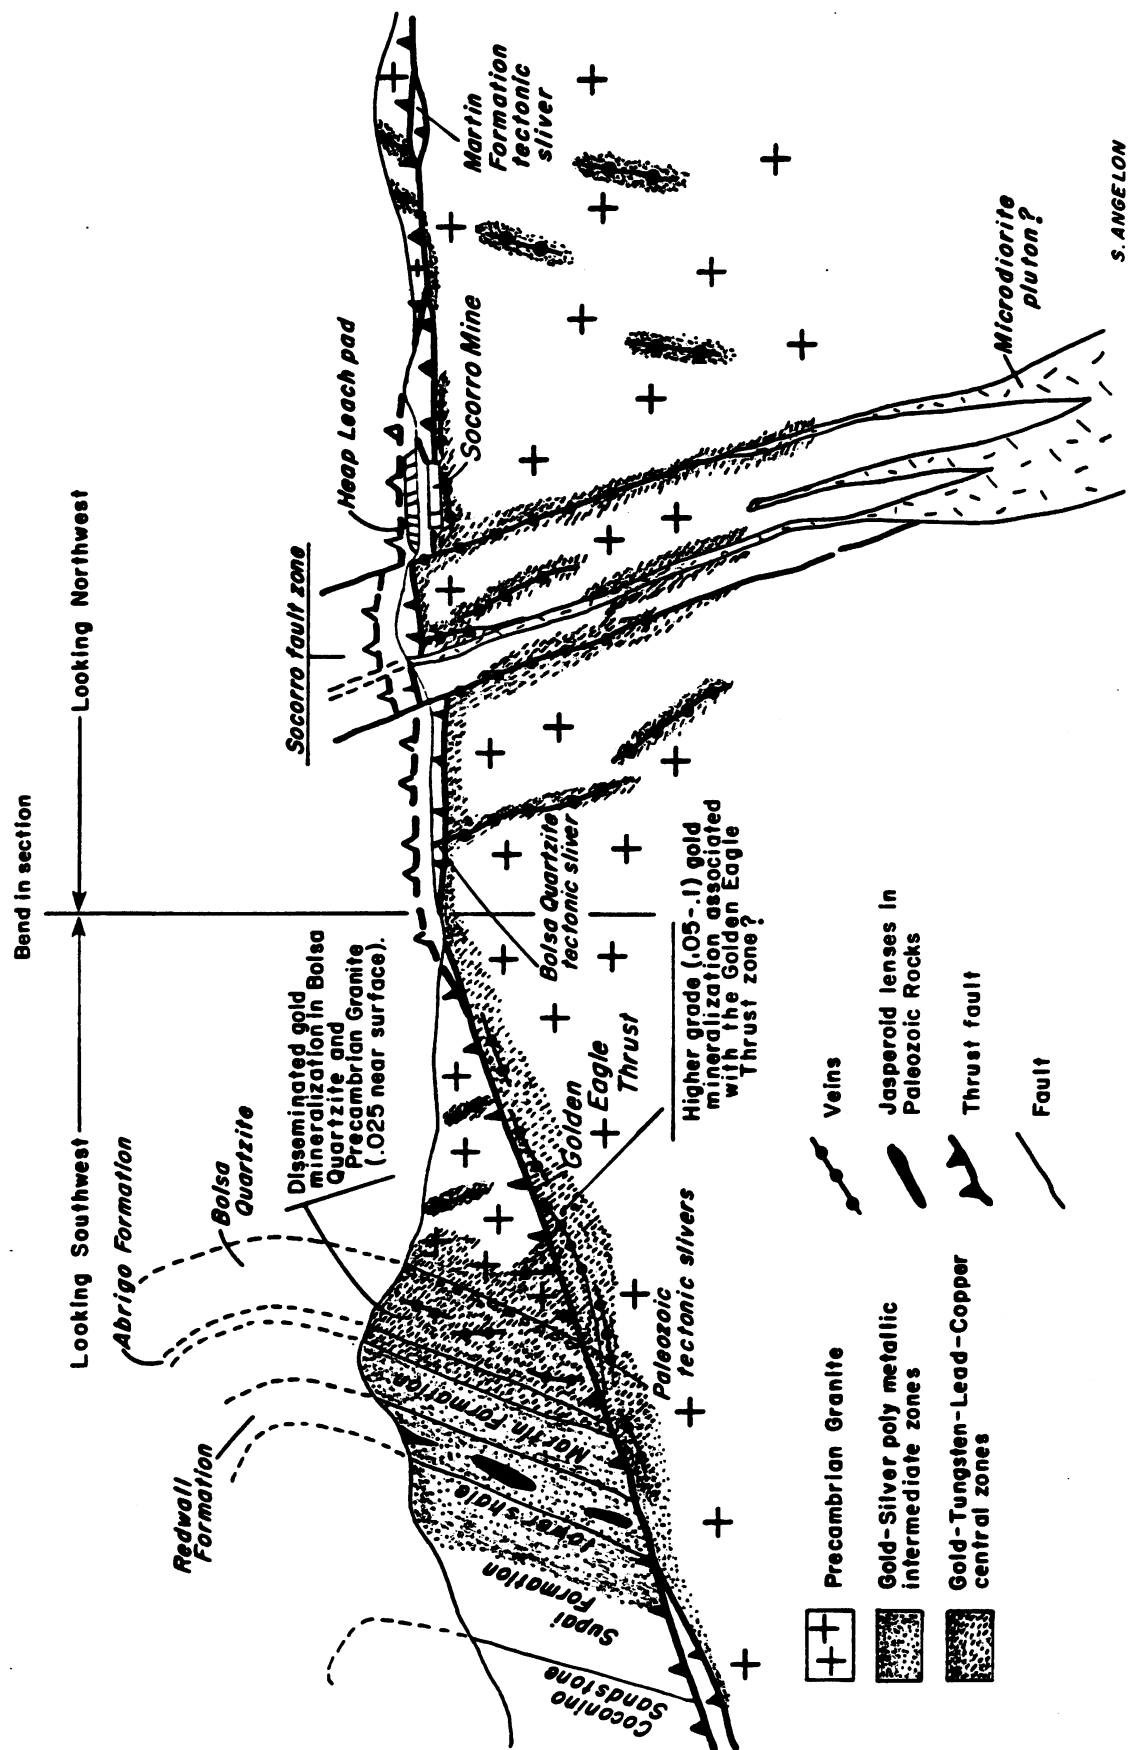 Bend in section
Looking Southwest
Looking Northwest
Abrigo Formation
Bolsa
Quartzite
Redwall
Formation
Disseminated gold
mineralization in Bolsa
Quartzite and
Precambrian Granite
(.025 near surface).
Socorro fault zone
Heap Leach pad
Socorro Mine
Martin
Formation
tectonic
sliver
Coconino
Sandstone
Supai
Formation
Lower shale
Martin Formation
Golden
Eagle
Thrust
Bolsa Quartzite
tectonic sliver
Paleozoic
tectonic slivers
Higher grade (.05-.1) gold
mineralization associated
with the Golden Eagle
Thrust zone?
Microdiorite
pluton?
Precambrian Granite
Gold-Silver poly metallic
intermediate zones
Gold-Tungsten-Lead-Copper
central zones
Veins
Jasperoid lenses in
Paleozoic Rocks
Thrust fault
Fault
S. ANGELON